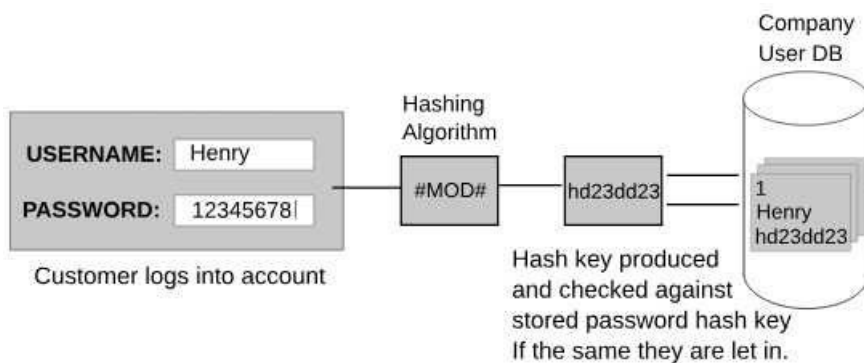 Company
User DB
Hashing
Algorithm
USERNAME: Henry
PASSWORD: 12345678
#MOD#
hd23dd23
1
Henry
hd23dd23
Customer logs into account
Hash key produced
and checked against
stored password hash key
If the same they are let in.